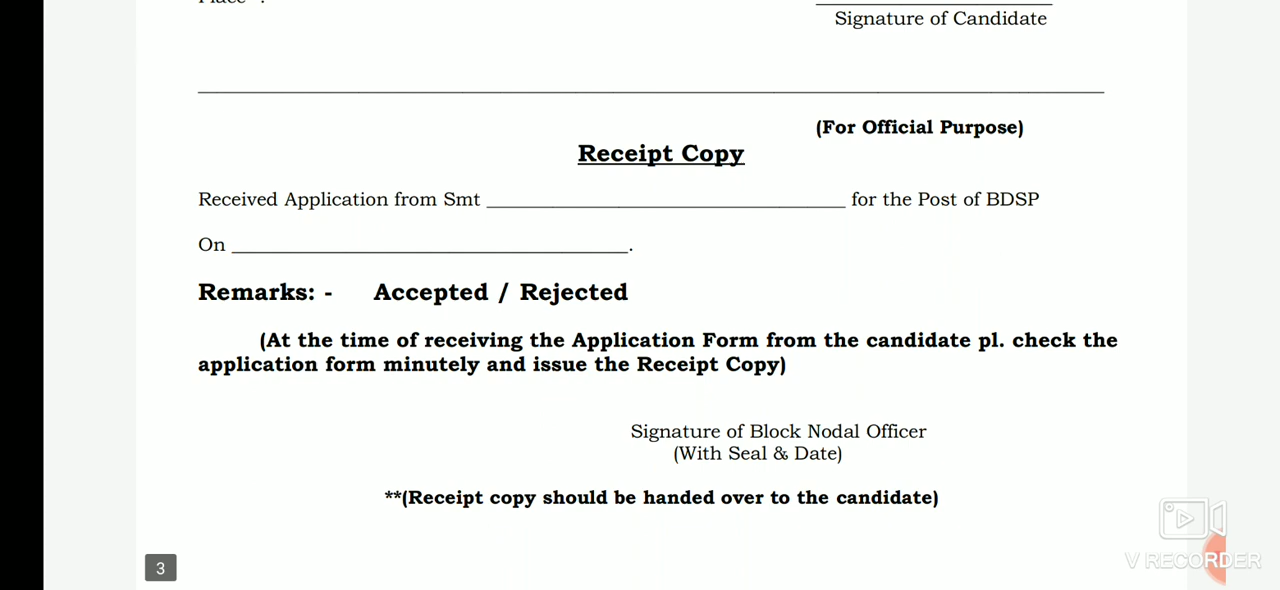 Place :
Signature of Candidate
(For Official Purpose)
Receipt Copy
Received Application from Smt ______________________________ for the Post of BDSP
On _________________________________.
Remarks: - Accepted / Rejected
(At the time of receiving the Application Form from the candidate pl. check the
application form minutely and issue the Receipt Copy)
Signature of Block Nodal Officer
(With Seal & Date)
**(Receipt copy should be handed over to the candidate)
3
V RECORDER